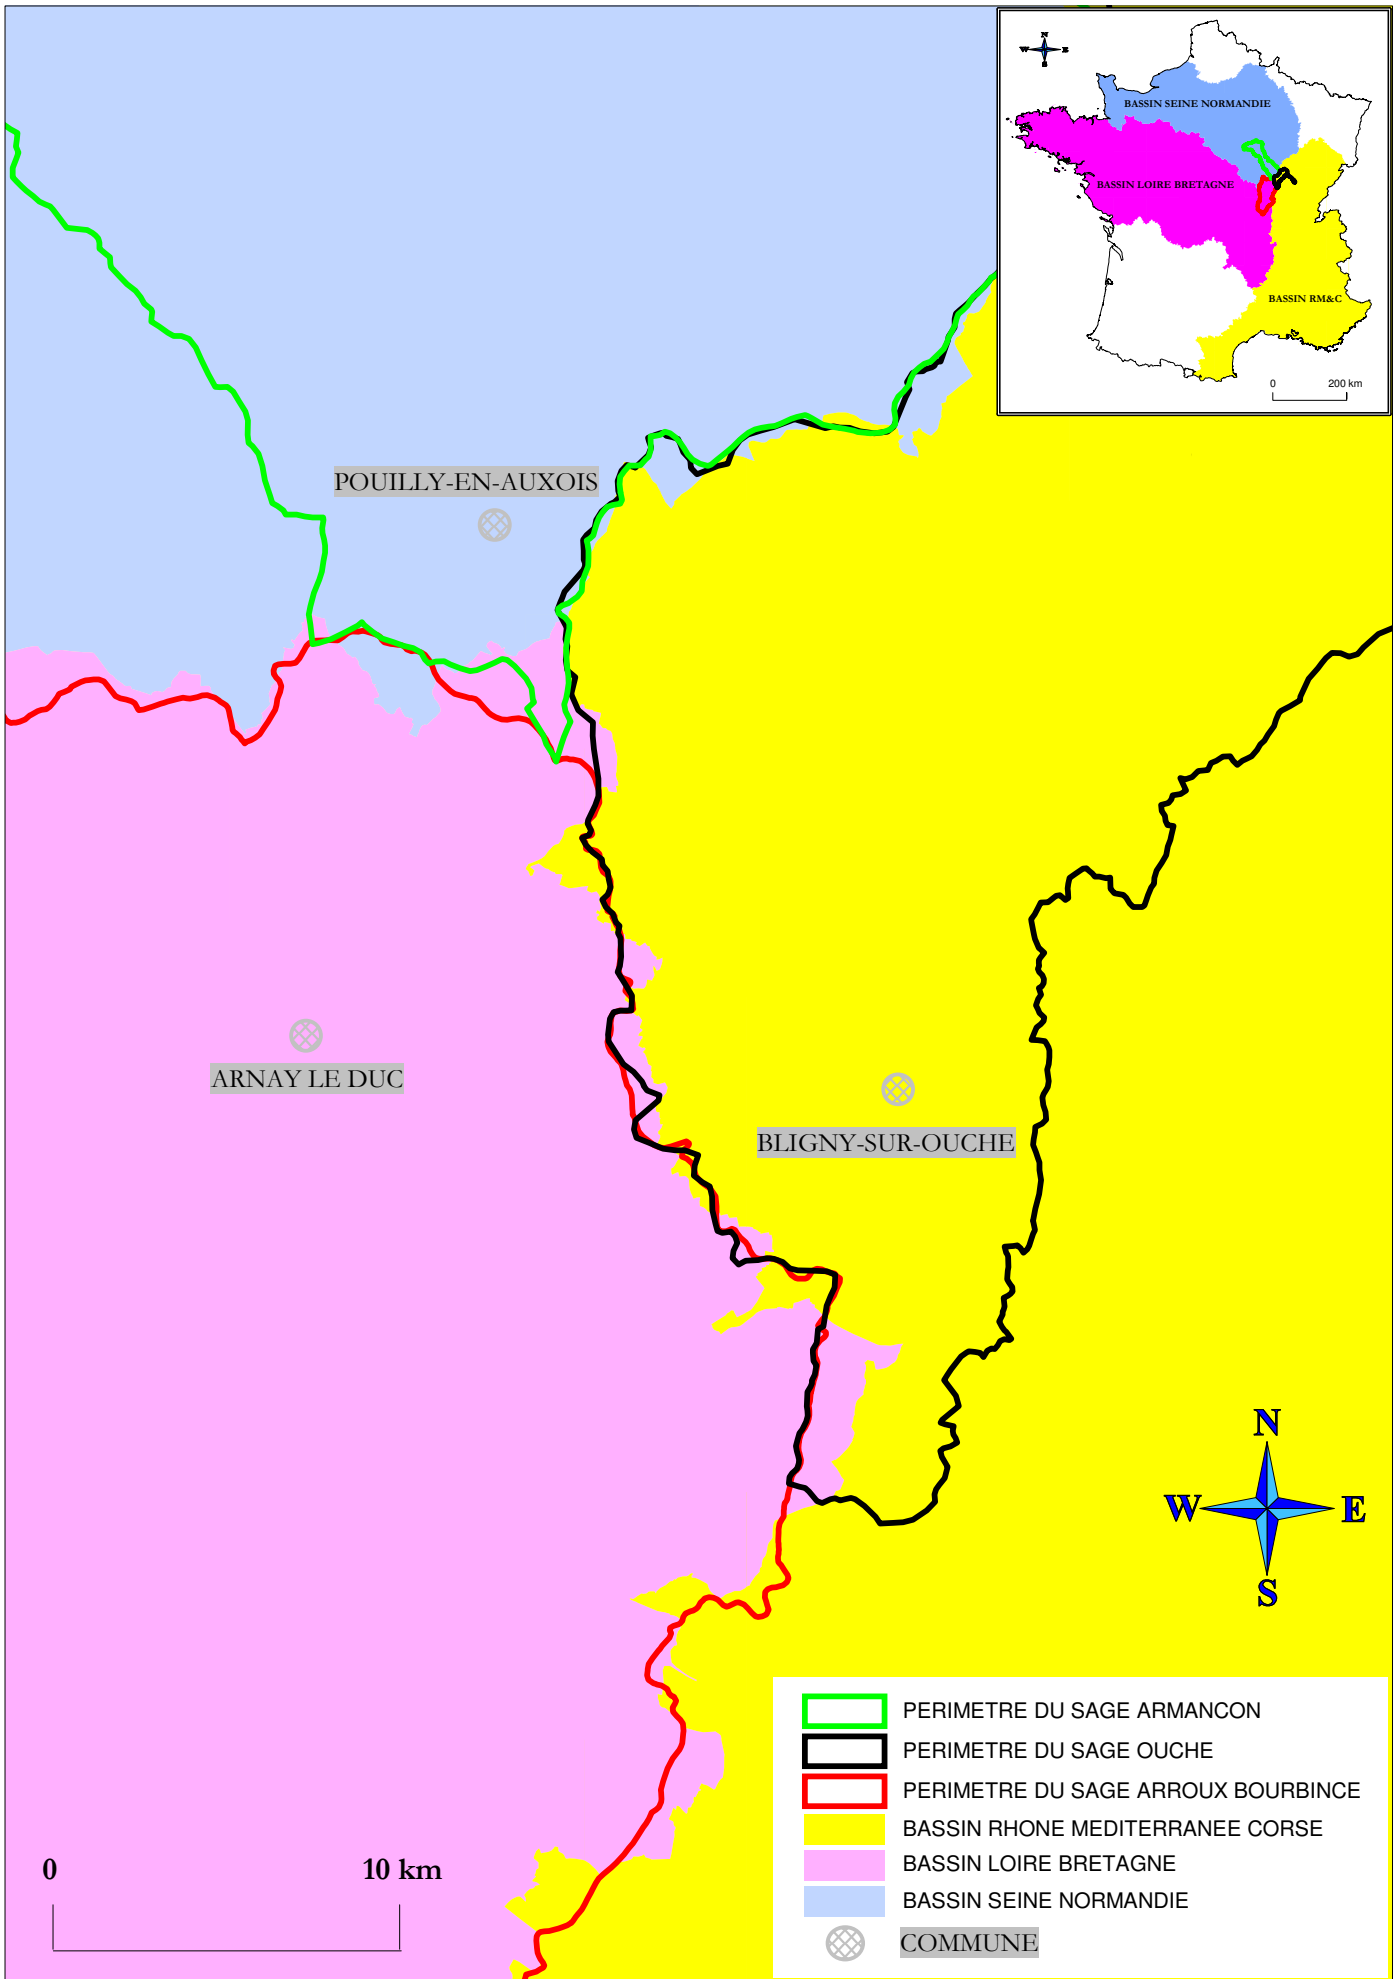 N
W E
S
BASSIN SEINE NORMANDIE
BASSIN LOIRE BRETAGNE
BASSIN RM&C
0 200 km
POUILLY-EN-AUXOIS
ARNAY LE DUC
BLIGNY-SUR-OUCHE
N
W E
S
PERIMETRE DU SAGE ARMANCON
PERIMETRE DU SAGE OUCHE
PERIMETRE DU SAGE ARROUX BOURBINCE
BASSIN RHONE MEDITERRANEE CORSE
BASSIN LOIRE BRETAGNE
BASSIN SEINE NORMANDIE
COMMUNE
0 10 km